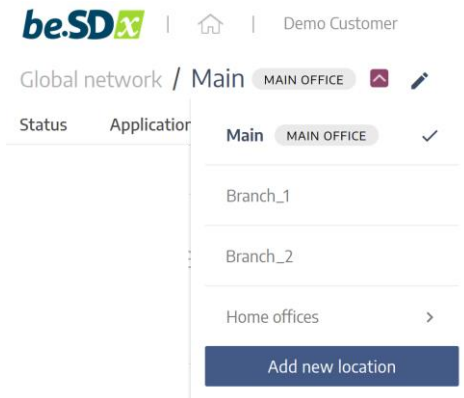 be.SDx | | Demo Customer
Global network / Main MAIN OFFICE
Status Application
Main MAIN OFFICE
Branch_1
Branch_2
Home offices >
Add new location